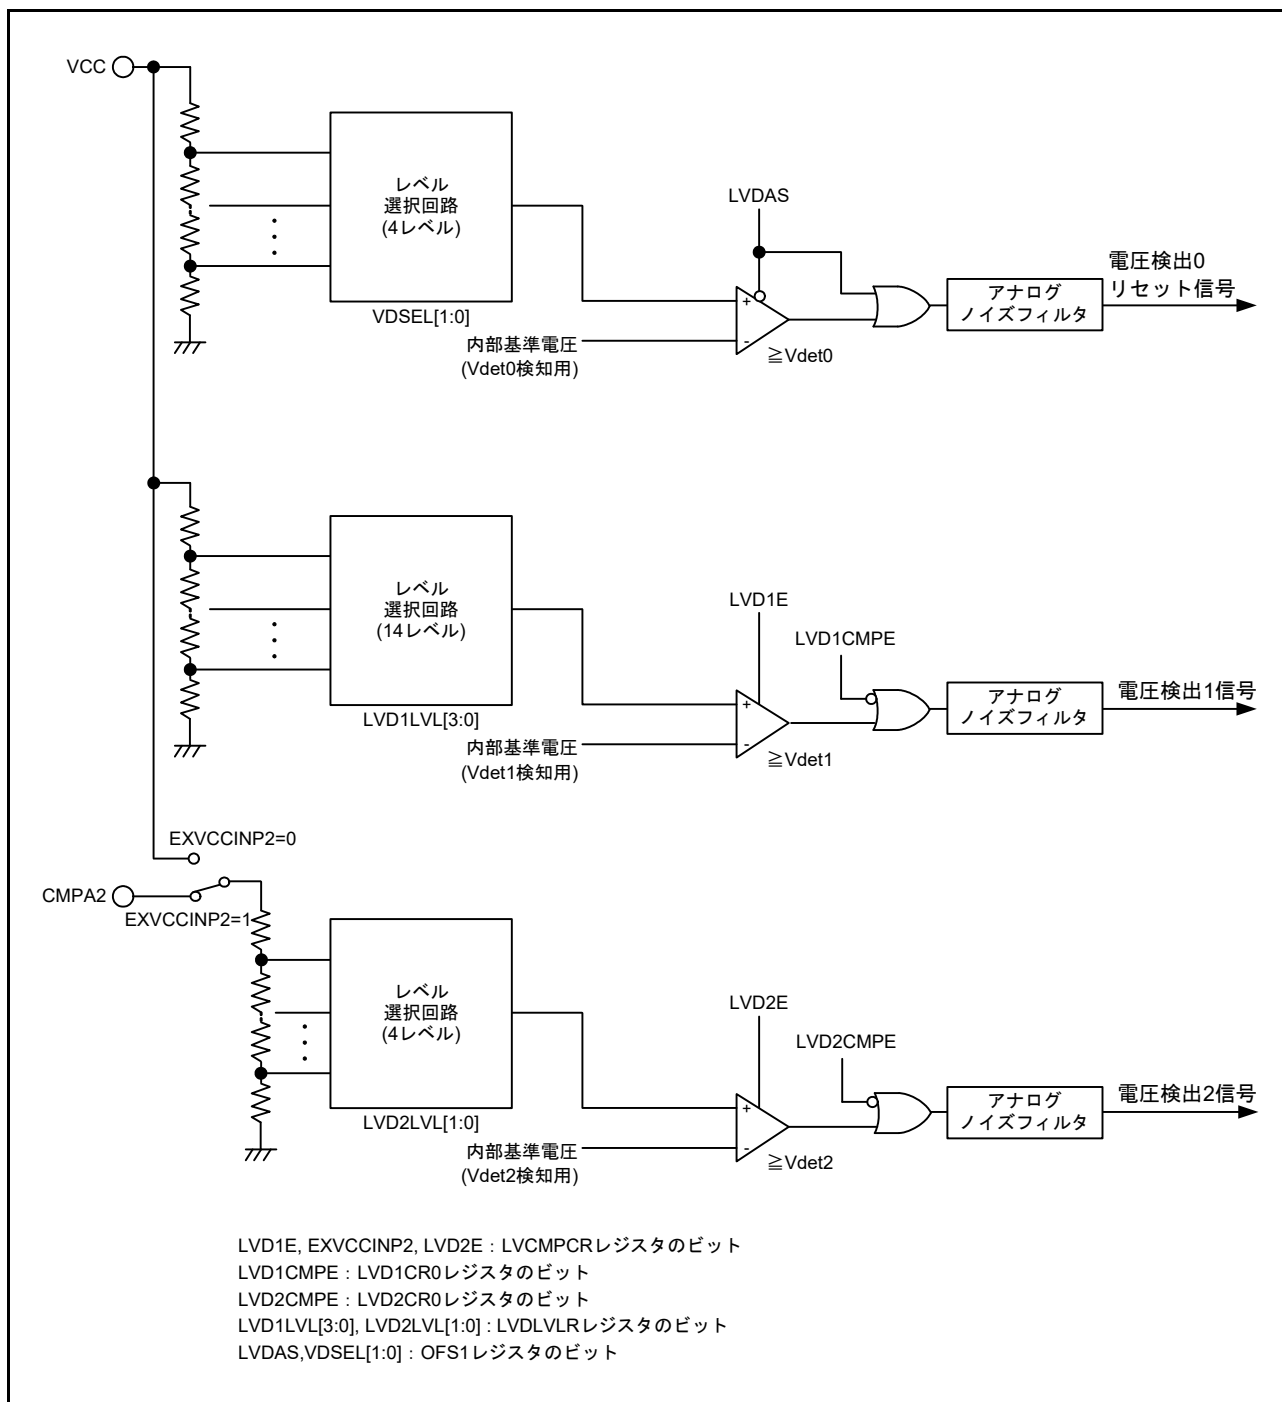 VCC
レベル
選択回路
(4レベル)
VDSEL[1:0]
LVDAS
内部基準電圧
(Vdet0検知用)
+
-
≧Vdet0
アナログ
ノイズフィルタ
電圧検出0
リセット信号
レベル
選択回路
(14レベル)
LVD1LVL[3:0]
LVD1E
LVD1CMPE
内部基準電圧
(Vdet1検知用)
+
-
≧Vdet1
アナログ
ノイズフィルタ
電圧検出1信号
EXVCCINP2=0
CMPA2
EXVCCINP2=1
レベル
選択回路
(4レベル)
LVD2LVL[1:0]
LVD2E
LVD2CMPE
内部基準電圧
(Vdet2検知用)
+
-
≧Vdet2
アナログ
ノイズフィルタ
電圧検出2信号
LVD1E, EXVCCINP2, LVD2E : LVCMPCRレジスタのビット
LVD1CMPE : LVD1CR0レジスタのビット
LVD2CMPE : LVD2CR0レジスタのビット
LVD1LVL[3:0], LVD2LVL[1:0] : LVDLVLRレジスタのビット
LVDAS,VDSEL[1:0] : OFS1レジスタのビット